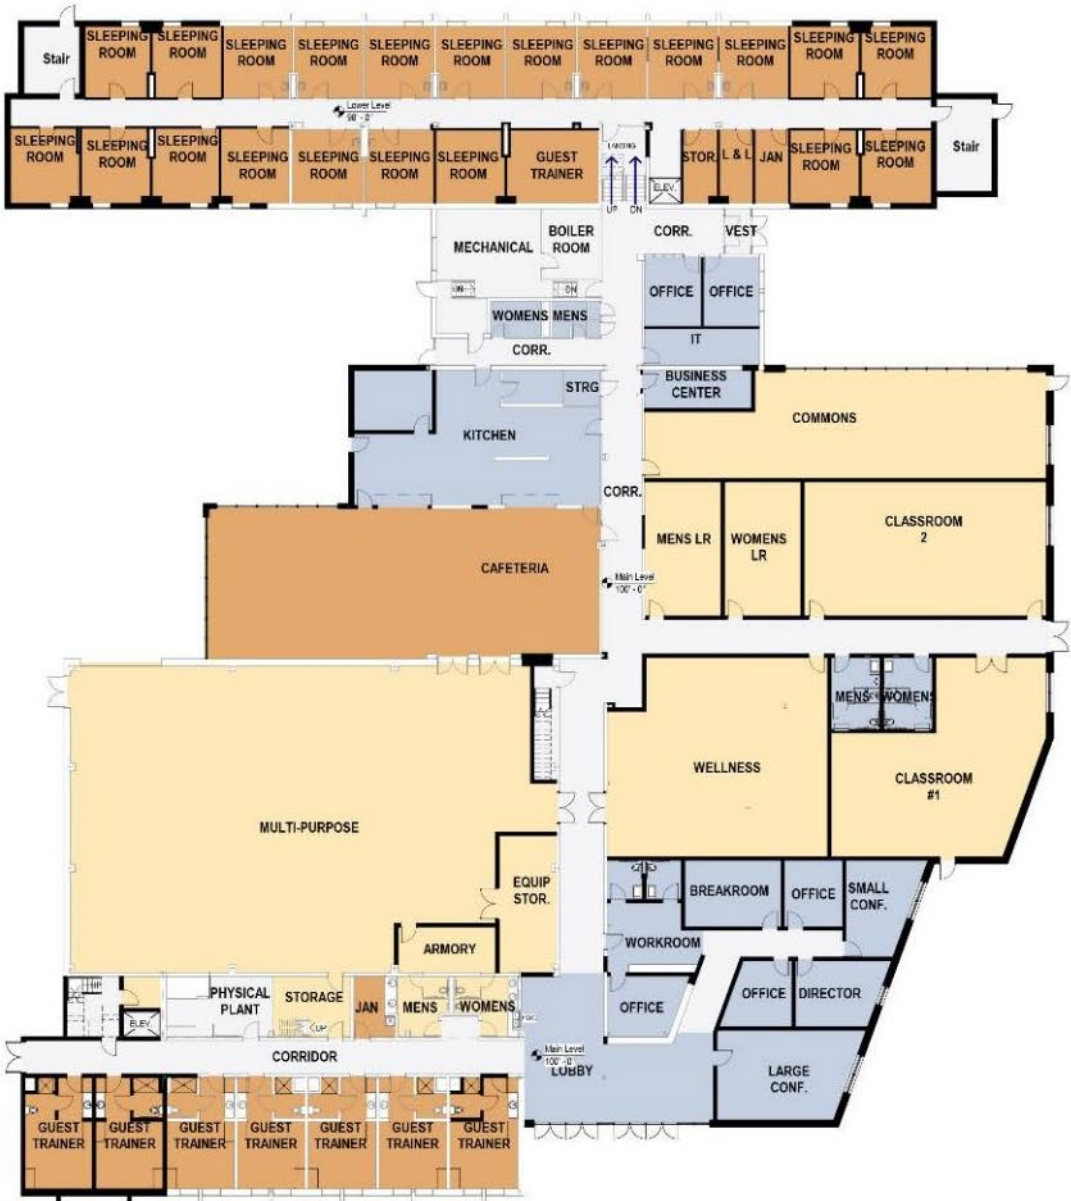 SLEEPING
ROOM
SLEEPING
ROOM
SLEEPING
ROOM
SLEEPING
ROOM
SLEEPING
ROOM
SLEEPING
ROOM
SLEEPING
ROOM
SLEEPING
ROOM
SLEEPING
ROOM
SLEEPING
ROOM
SLEEPING
ROOM
SLEEPING
ROOM
Stair
Lower Level
98' - 0"
SLEEPING
ROOM
SLEEPING
ROOM
SLEEPING
ROOM
SLEEPING
ROOM
SLEEPING
ROOM
SLEEPING
ROOM
SLEEPING
ROOM
GUEST
TRAINER
LANDING
STOR.
L & L
JAN
SLEEPING
ROOM
SLEEPING
ROOM
Stair
ELEV.
UP
DN
MECHANICAL
BOILER
ROOM
CORR.
VEST
DN
DN
OFFICE
OFFICE
WOMENS
MENS
IT
CORR.
BUSINESS
CENTER
STRG
KITCHEN
COMMONS
CORR.
MENS LR
WOMENS
LR
CLASSROOM
2
CAFETERIA
Main Level
100' - 0"
MENS
WOMENS
WELLNESS
CLASSROOM
#1
MULTI-PURPOSE
EQUIP
STOR.
BREAKROOM
OFFICE
SMALL
CONF.
ARMORY
WORKROOM
UP
PHYSICAL
PLANT
STORAGE
JAN
MENS
WOMENS
OFFICE
OFFICE
DIRECTOR
ELEV.
UP
CORRIDOR
Main Level
100' - 0"
LOBBY
LARGE
CONF.
GUEST
TRAINER
GUEST
TRAINER
GUEST
TRAINER
GUEST
TRAINER
GUEST
TRAINER
GUEST
TRAINER
GUEST
TRAINER